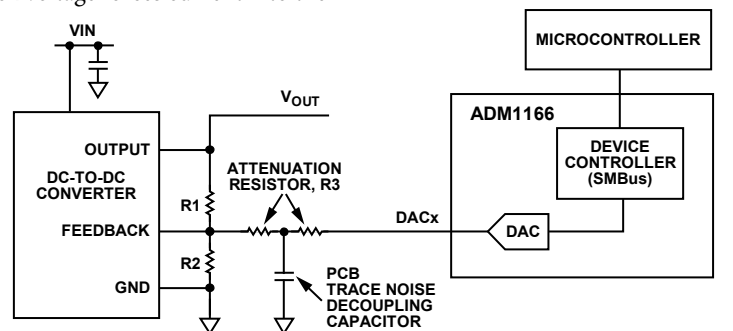 VIN
MICROCONTROLLER
VOUT
ADM1166
OUTPUT
DEVICE
CONTROLLER
(SMBus)
DC-TO-DC
CONVERTER
ATTENUATION
RESISTOR, R3
R1
DACx
FEEDBACK
DAC
R2
GND
PCB
TRACE NOISE
DECOUPLING
CAPACITOR